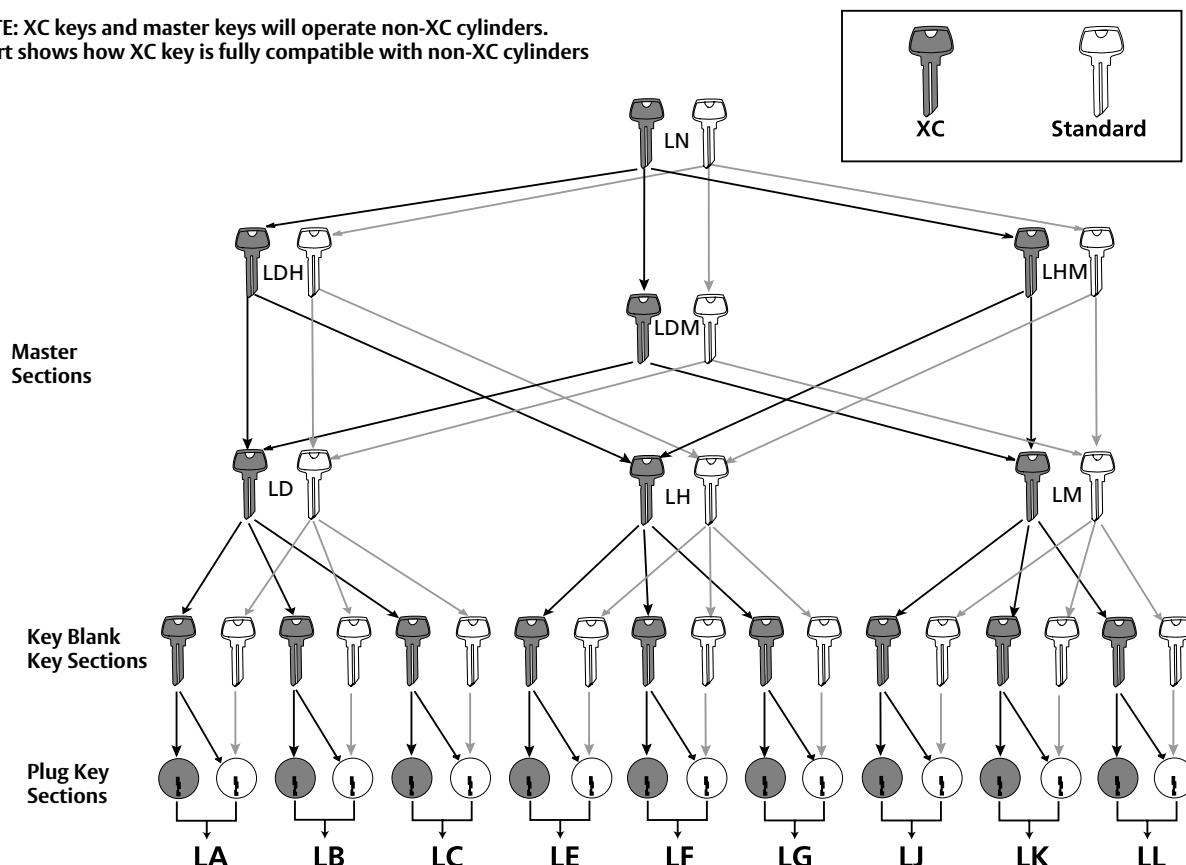 TE: XC keys and master keys will operate non-XC cylinders.
rt shows how XC key is fully compatible with non-XC cylinders
XC
Standard
LN
LDH
LHM
LDM
Master
Sections
LD
LH
LM
Key Blank
Key Sections
Plug Key
Sections
LA LB LC LE LF LG LJ LK LL